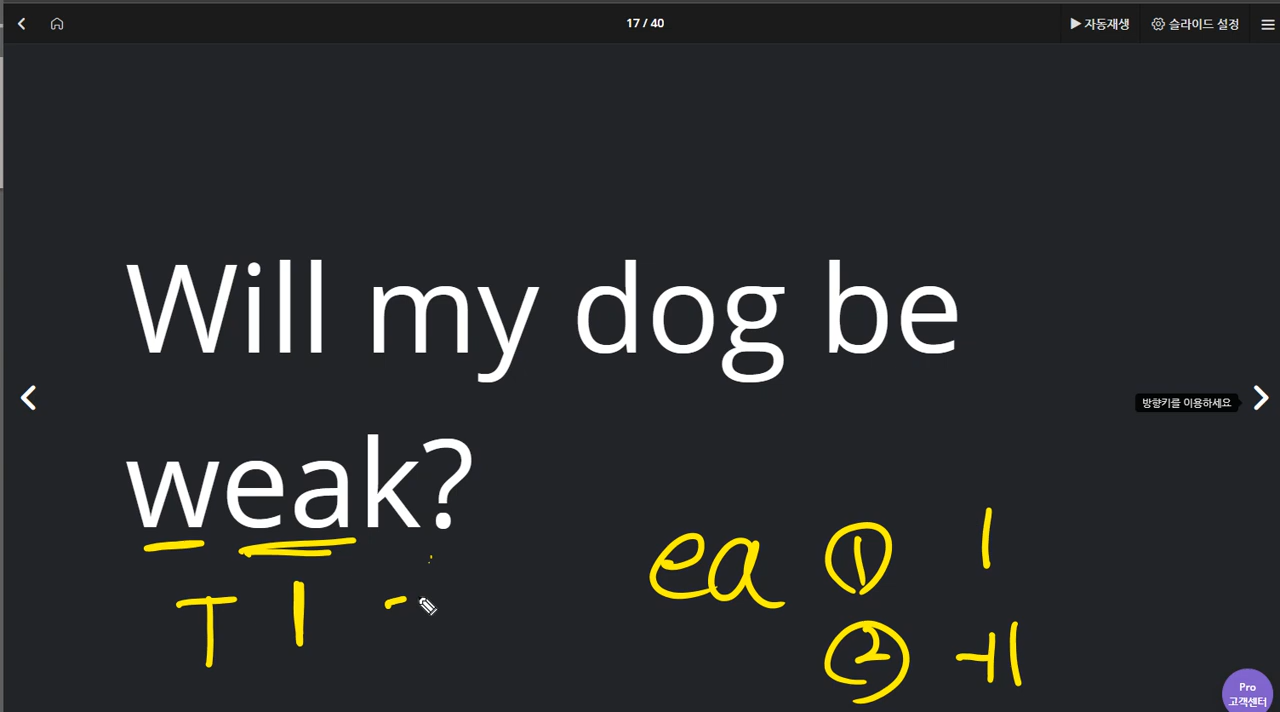 17 / 40
▶ 자동재생
슬라이드 설정
Will my dog be
방향키를 이용하세요
weak?
ea ① ㅣ
② ㅔ
ㅜ ㅣ
Pro
고객센터